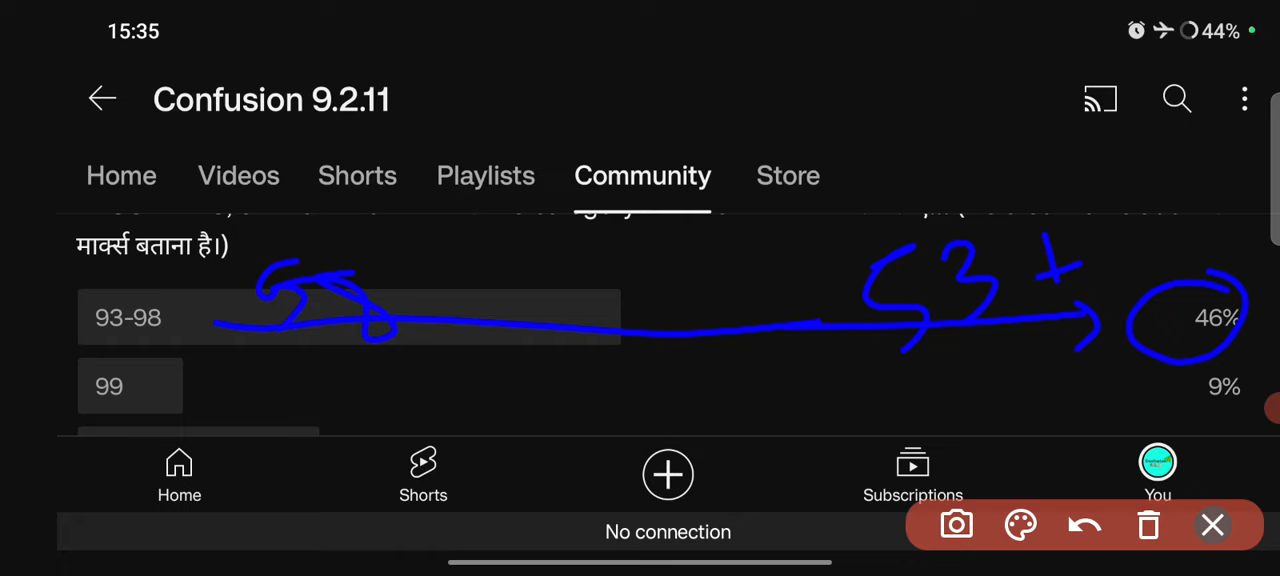 15:35
44%
Confusion 9.2.11
Home Videos Shorts Playlists Community Store
मार्क्स बताना है।)
53+
93-98 46%
99 9%
Home Shorts Subscriptions You
No connection